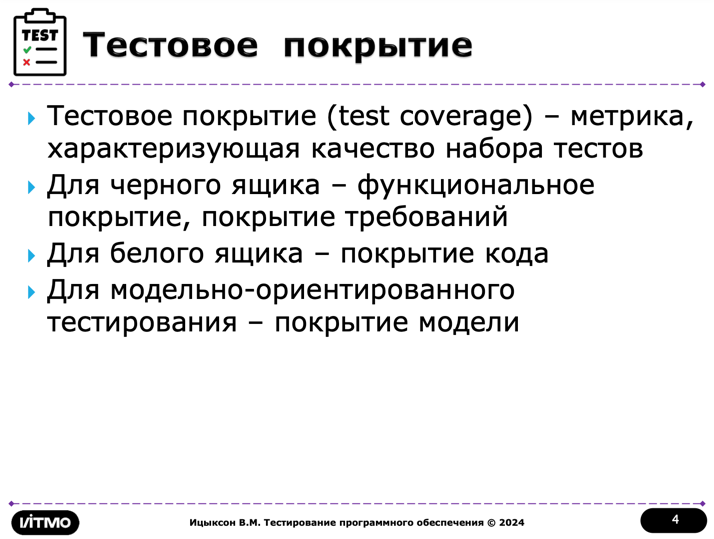 TEST
Тестовое покрытие
Тестовое покрытие (test coverage) – метрика,
характеризующая качество набора тестов
Для черного ящика – функциональное
покрытие, покрытие требований
Для белого ящика – покрытие кода
Для модельно-ориентированного
тестирования – покрытие модели
ИTMO
Ицыксон В.М. Тестирование программного обеспечения © 2024
4